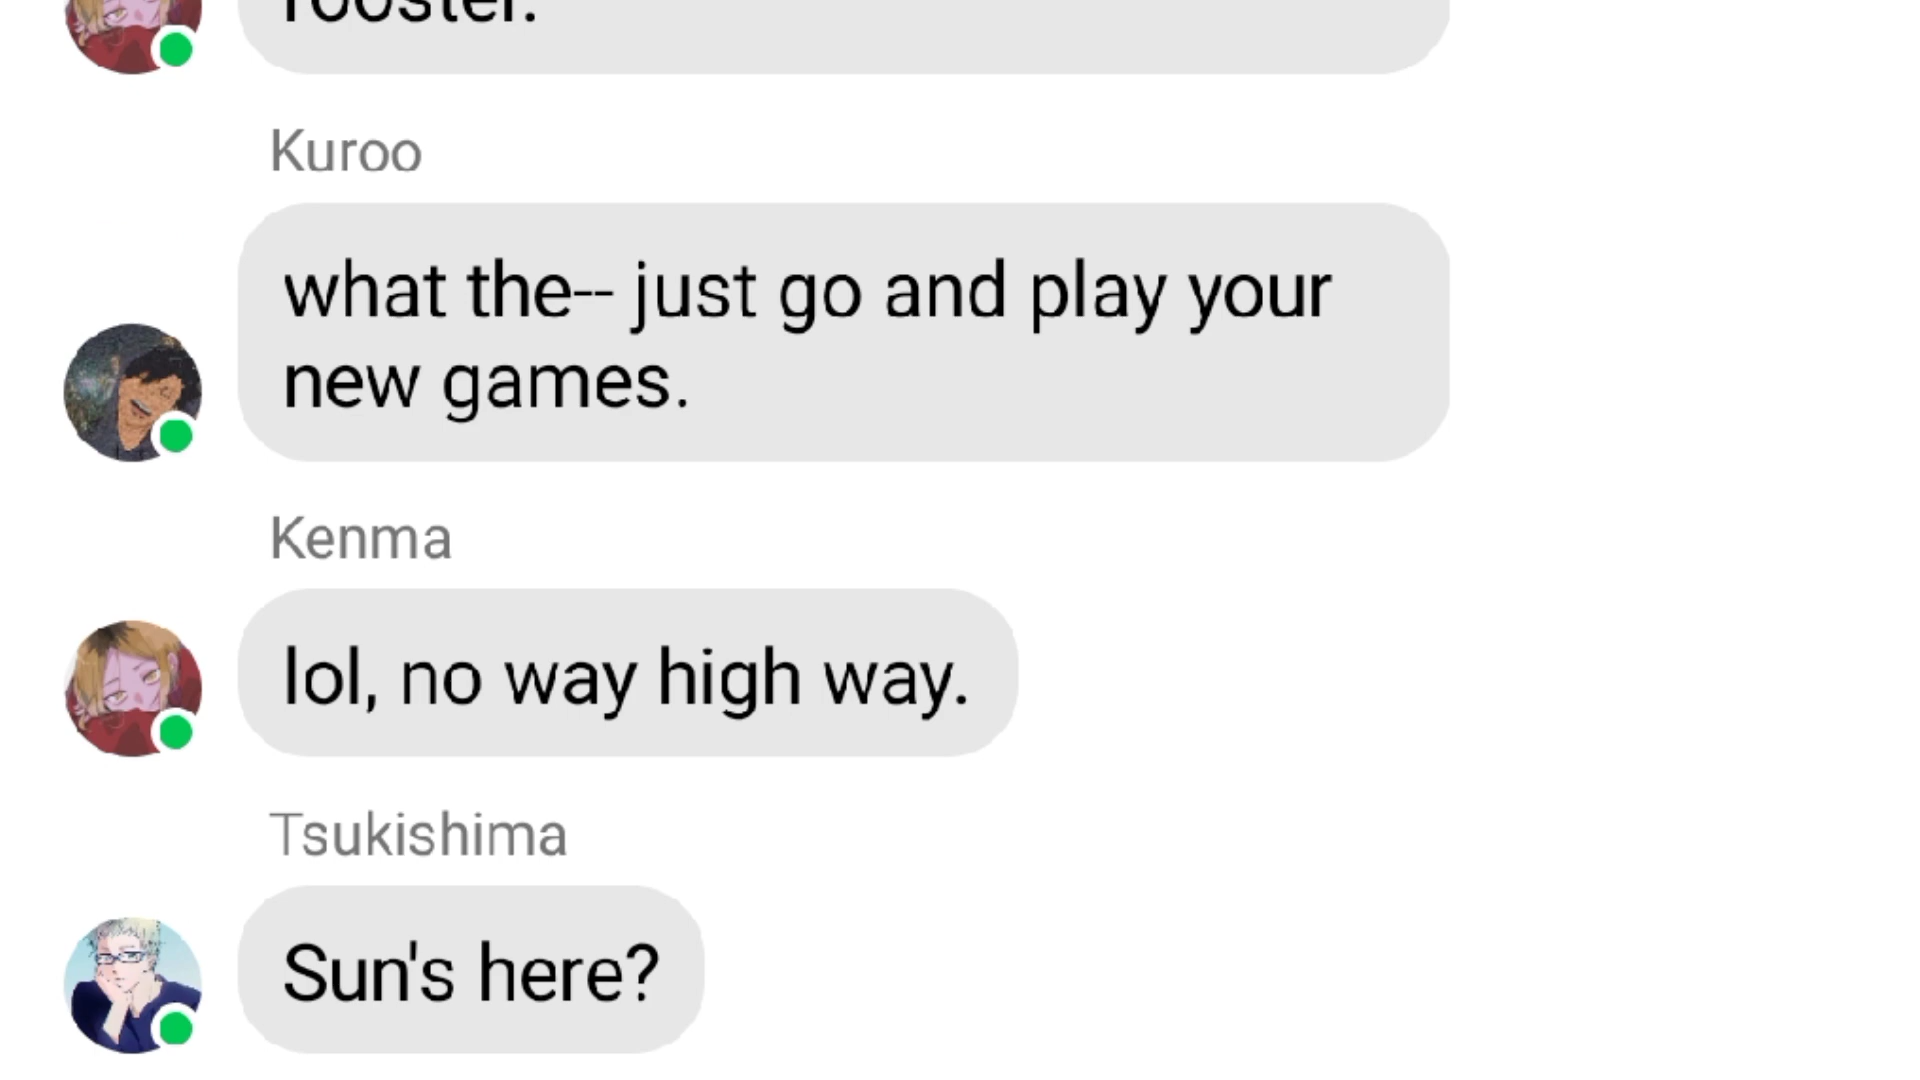 rooster.
Kuroo
what the-- just go and play your
new games.
Kenma
lol, no way high way.
Tsukishima
Sun's here?